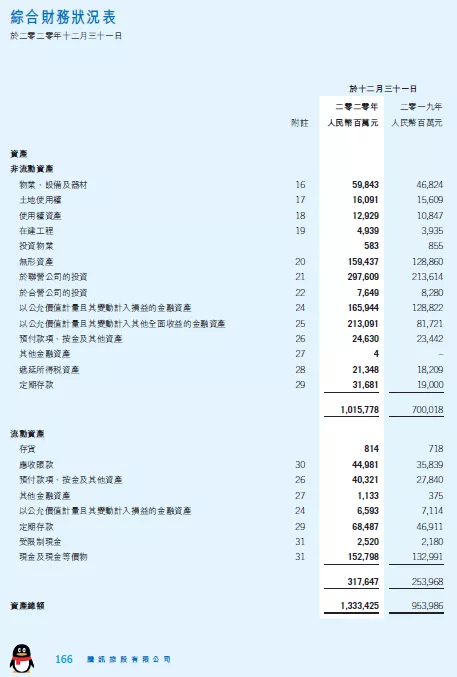 綜合財務狀況表
於二零二零年十二月三十一日
於十二月三十一日
二零二零年 二零一九年
附註 人民幣百萬元 人民幣百萬元
資產
非流動資產
物業、設備及器材 16 59,843 46,824
土地使用權 17 16,091 15,609
使用權資產 18 12,929 10,847
在建工程 19 4,939 3,935
投資物業 583 855
無形資產 20 159,437 128,860
於聯營公司的投資 21 297,609 213,614
於合營公司的投資 22 7,649 8,280
以公允價值計量且其變動計入損益的金融資產 24 165,944 128,822
以公允價值計量且其變動計入其他全面收益的金融資產 25 213,091 81,721
預付款項、按金及其他資產 26 24,630 23,442
其他金融資產 27 4 –
遞延所得稅資產 28 21,348 18,209
定期存款 29 31,681 19,000
1,015,778 700,018
流動資產
存貨 814 718
應收賬款 30 44,981 35,839
預付款項、按金及其他資產 26 40,321 27,840
其他金融資產 27 1,133 375
以公允價值計量且其變動計入損益的金融資產 24 6,593 7,114
定期存款 29 68,487 46,911
受限制現金 31 2,520 2,180
現金及現金等價物 31 152,798 132,991
317,647 253,968
資產總額 1,333,425 953,986
166 騰訊控股有限公司